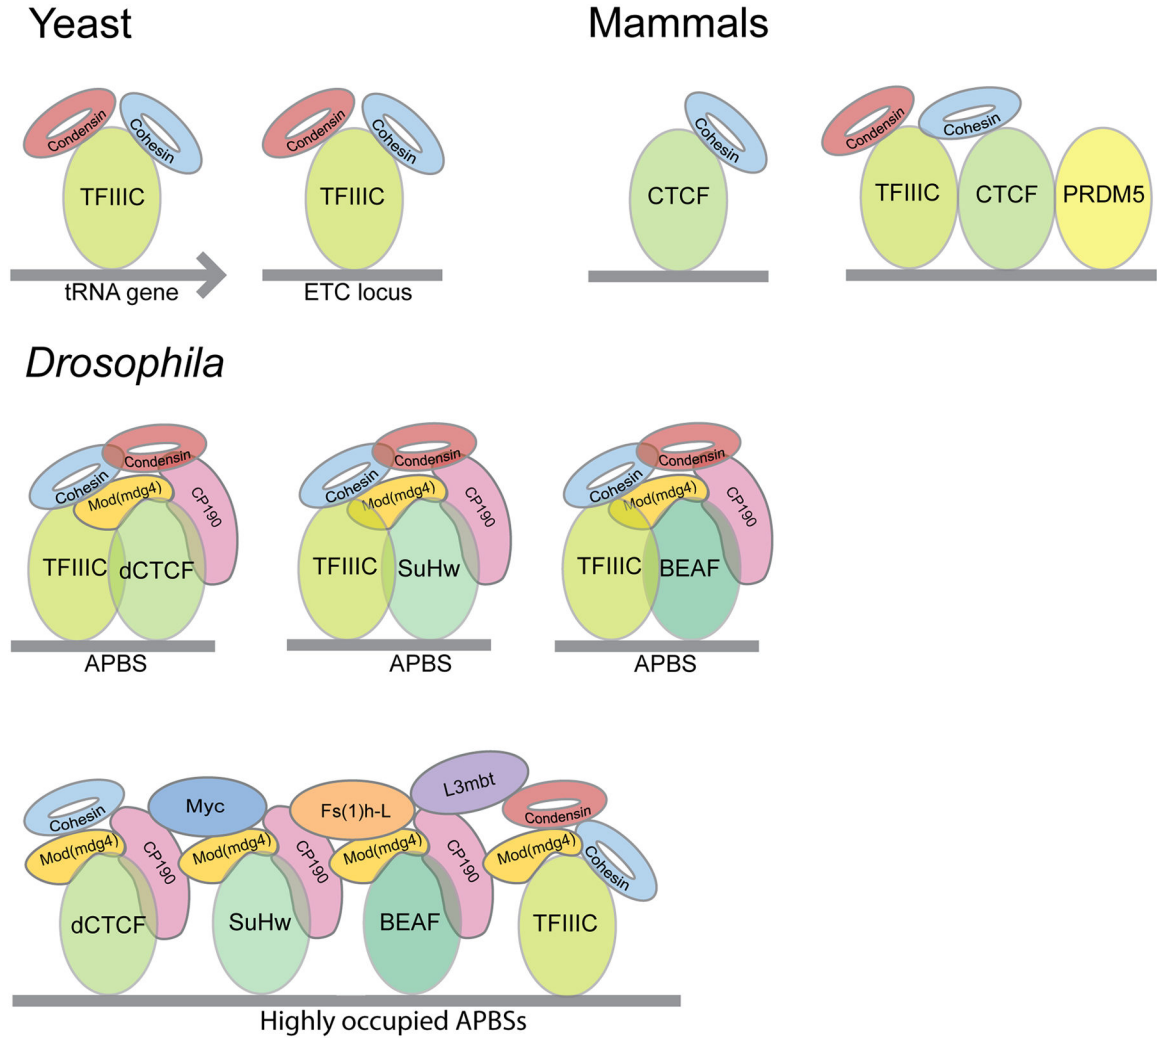 Yeast
Mammals
Condensin
Cohesin
TFIIIC
tRNA gene
Condensin
Cohesin
TFIIIC
ETC locus
Cohesin
CTCF
Condensin
Cohesin
TFIIIC
CTCF
PRDM5
Drosophila
Cohesin
Condensin
Mod(mdg4)
CP190
TFIIIC
dCTCF
APBS
Cohesin
Condensin
Mod(mdg4)
CP190
TFIIIC
SuHw
APBS
Cohesin
Condensin
Mod(mdg4)
CP190
TFIIIC
BEAF
APBS
Cohesin
Mod(mdg4)
CP190
dCTCF
Myc
Mod(mdg4)
CP190
SuHw
Fs(1)h-L
Mod(mdg4)
CP190
BEAF
L3mbt
Condensin
Mod(mdg4)
Cohesin
TFIIIC
Highly occupied APBSs